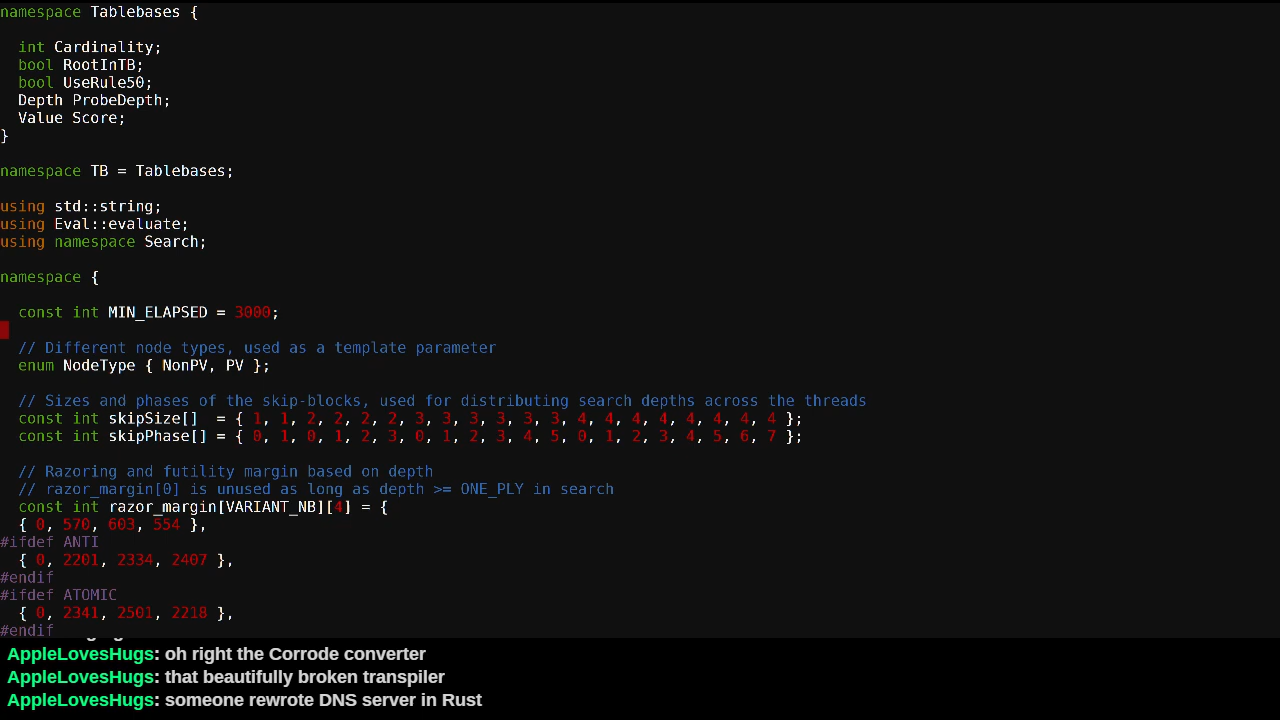 namespace Tablebases {
int Cardinality;
bool RootInTB;
bool UseRule50;
Depth ProbeDepth;
Value Score;
}
namespace TB = Tablebases;
using std::string;
using Eval::evaluate;
using namespace Search;
namespace {
const int MIN_ELAPSED = 3000;
// Different node types, used as a template parameter
enum NodeType { NonPV, PV };
// Sizes and phases of the skip-blocks, used for distributing search depths across the threads
const int skipSize[]  = { 1, 1, 2, 2, 2, 2, 3, 3, 3, 3, 3, 3, 4, 4, 4, 4, 4, 4, 4, 4 };
const int skipPhase[] = { 0, 1, 0, 1, 2, 3, 0, 1, 2, 3, 4, 5, 0, 1, 2, 3, 4, 5, 6, 7 };
// Razoring and futility margin based on depth
// razor_margin[0] is unused as long as depth >= ONE_PLY in search
const int razor_margin[VARIANT_NB][4] = {
{ 0, 570, 603, 554 },
#ifdef ANTI
{ 0, 2201, 2334, 2407 },
#endif
#ifdef ATOMIC
{ 0, 2341, 2501, 2218 },
#endif
AppleLovesHugs: oh right the Corrode converter
AppleLovesHugs: that beautifully broken transpiler
AppleLovesHugs: someone rewrote DNS server in Rust